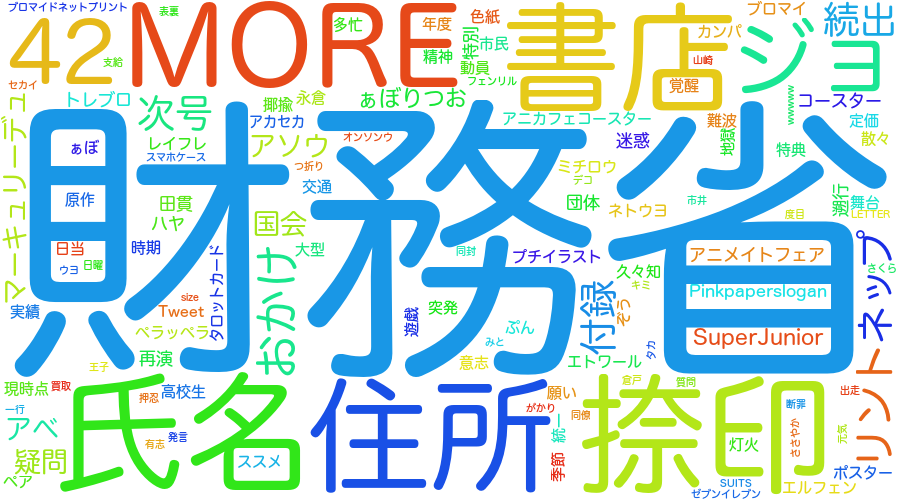 ブロマイドネットプリント
表裏
多忙
年度
色紙
ブロマイ
続出
42
MORE
書店
ジョ
精神
特別
市民
カンパ
動員
山崎
支給
セカイ
フェンリル
覚醒
wwwww
コースター
トレブロ
次号
揶揄
永倉
ぁぼりつお
アニカフェコースター
難波
定価
マーキュリーデュ
アカセカ
迷惑
地獄
散々
ぁぼ
レイフレ
アソウ
オンソウ
特典
スマホケース
つ折り
ミチロウ
デコ
財務省
原作
交通
団体
ネトウヨ
市井
遡行
舞台
田貫
ハヤ
国会
度目
LETTER
日当
時期
大型
同封
プチイラスト
アニメイトフェア
ウヨ
日曜
タロットカード
おかけ
久々知
キミ
さくら
実績
size
突発
付録
Pinkpaperslogan
Tweet
遊戯
ぷん
ぞう
ネップ
ペラッペラ
みと
SuperJunior
再演
意志
エトワール
タカ
リントト
王子
現時点
買取
氏名
高校生
住所
願い
倉戸
質問
捺印
出走
押忍
がかり
同僚
断罪
一行
アベ
発言
統一
ささやか
元気
疑問
有志
ススメ
季節
灯火
ポスター
ペア
SUITS
エルフェン
セブンイレブン